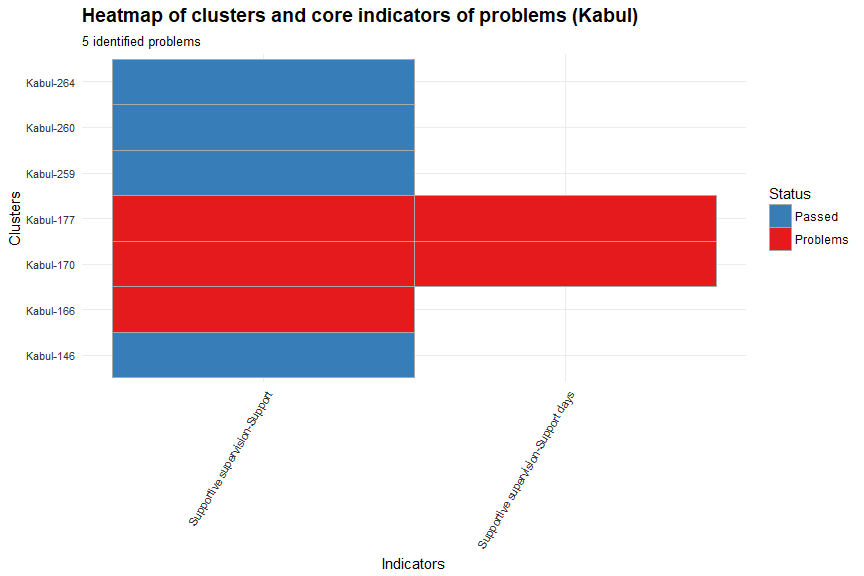 Heatmap of clusters and core indicators of problems (Kabul)
5 identified problems
Clusters
Kabul-264
Kabul-260
Kabul-259
Kabul-177
Kabul-170
Kabul-166
Kabul-146
Supportive supervision-Support
Supportive supervision-Support days
Indicators
Status
Passed
Problems